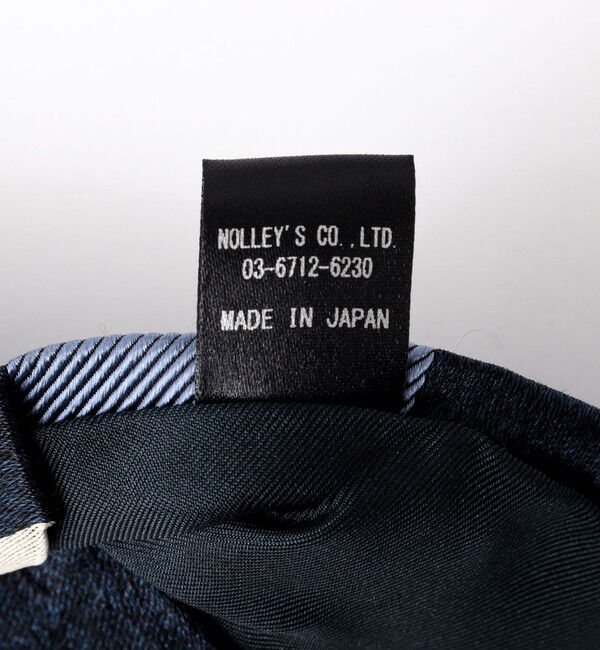 NOLLEY'S CO.,LTD.
03-6712-6230
MADE IN JAPAN